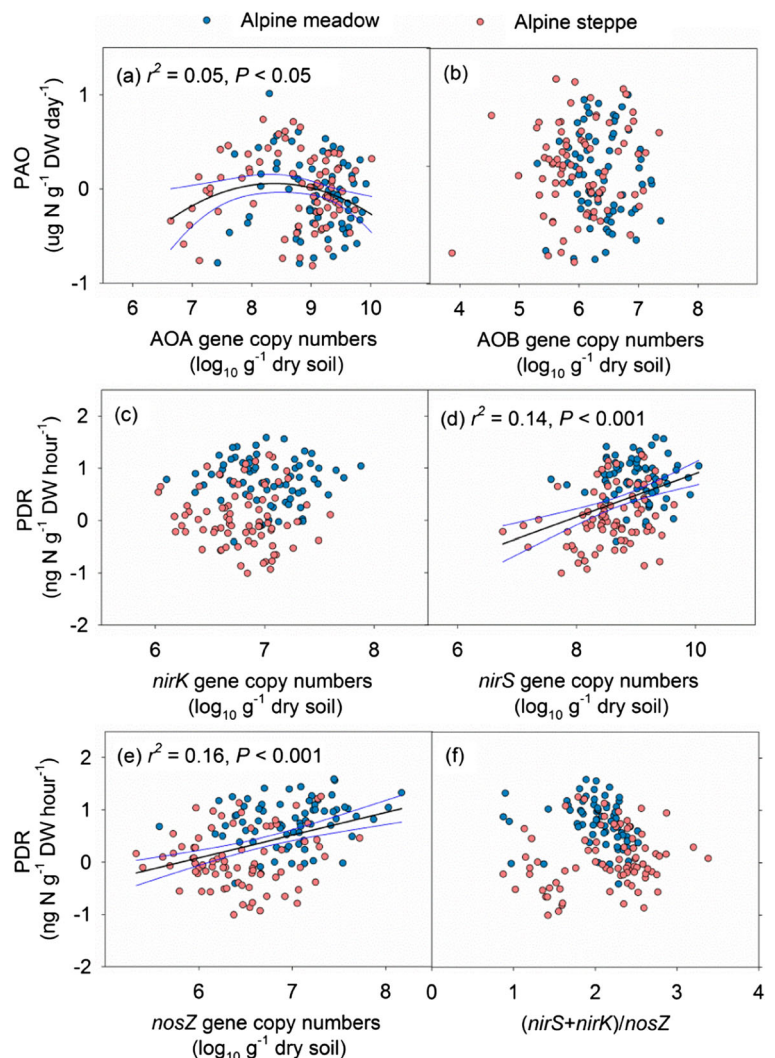 Alpine meadow Alpine steppe
(a) r² = 0.05, P < 0.05
(b)
PAO
(ug N g⁻¹ DW day⁻¹)
1
0
-1
6 7 8 9 10
4 5 6 7 8
AOA gene copy numbers
(log₁₀ g⁻¹ dry soil)
AOB gene copy numbers
(log₁₀ g⁻¹ dry soil)
(c)
(d) r² = 0.14, P < 0.001
PDR
(ng N g⁻¹ DW hour⁻¹)
2
1
0
-1
-2
6 7 8
6 8 10
nirK gene copy numbers
(log₁₀ g⁻¹ dry soil)
nirS gene copy numbers
(log₁₀ g⁻¹ dry soil)
(e) r² = 0.16, P < 0.001
(f)
PDR
(ng N g⁻¹ DW hour⁻¹)
2
1
0
-1
-2
6 7 8
0 1 2 3 4
nosZ gene copy numbers
(log₁₀ g⁻¹ dry soil)
(nirS+nirK)/nosZ